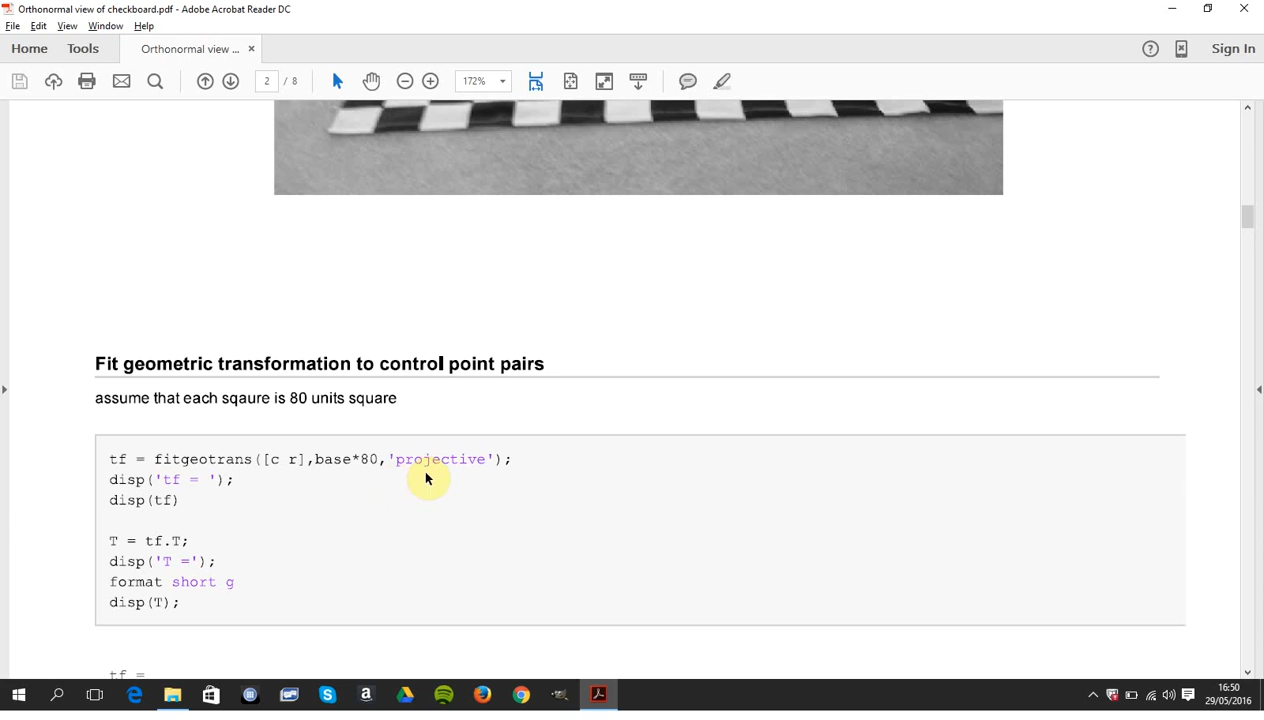 Orthonormal view of checkboard.pdf - Adobe Acrobat Reader DC
File Edit View Window Help
Home Tools Orthonormal view ... × Sign In
2 / 8 172%
Fit geometric transformation to control point pairs
assume that each sqaure is 80 units square
tf = fitgeotrans([c r],base*80,'projective');
disp('tf = ');
disp(tf)
T = tf.T;
disp('T =');
format short g
disp(T);
tf =
16:50
29/05/2016